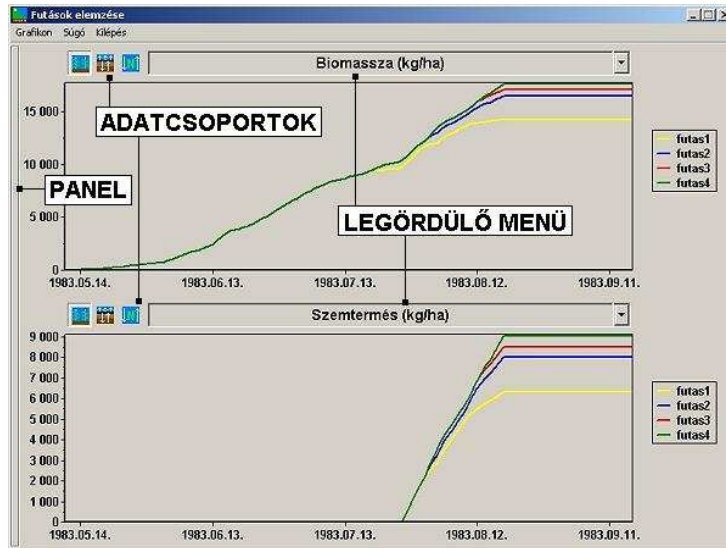 Futások elemzése
Grafikon Súgó Kilépés
Biomassza (kg/ha)
ADATCSOPORTOK
PANEL
LEGÖRDÜLŐ MENÜ
15 000
10 000
5 000
0
1983.05.14. 1983.06.13. 1983.07.13. 1983.08.12. 1983.09.11.
futas1
futas2
futas3
futas4
Szemtermés (kg/ha)
9 000
8 000
7 000
6 000
5 000
4 000
3 000
2 000
1 000
0
1983.05.14. 1983.06.13. 1983.07.13. 1983.08.12. 1983.09.11.
futas1
futas2
futas3
futas4